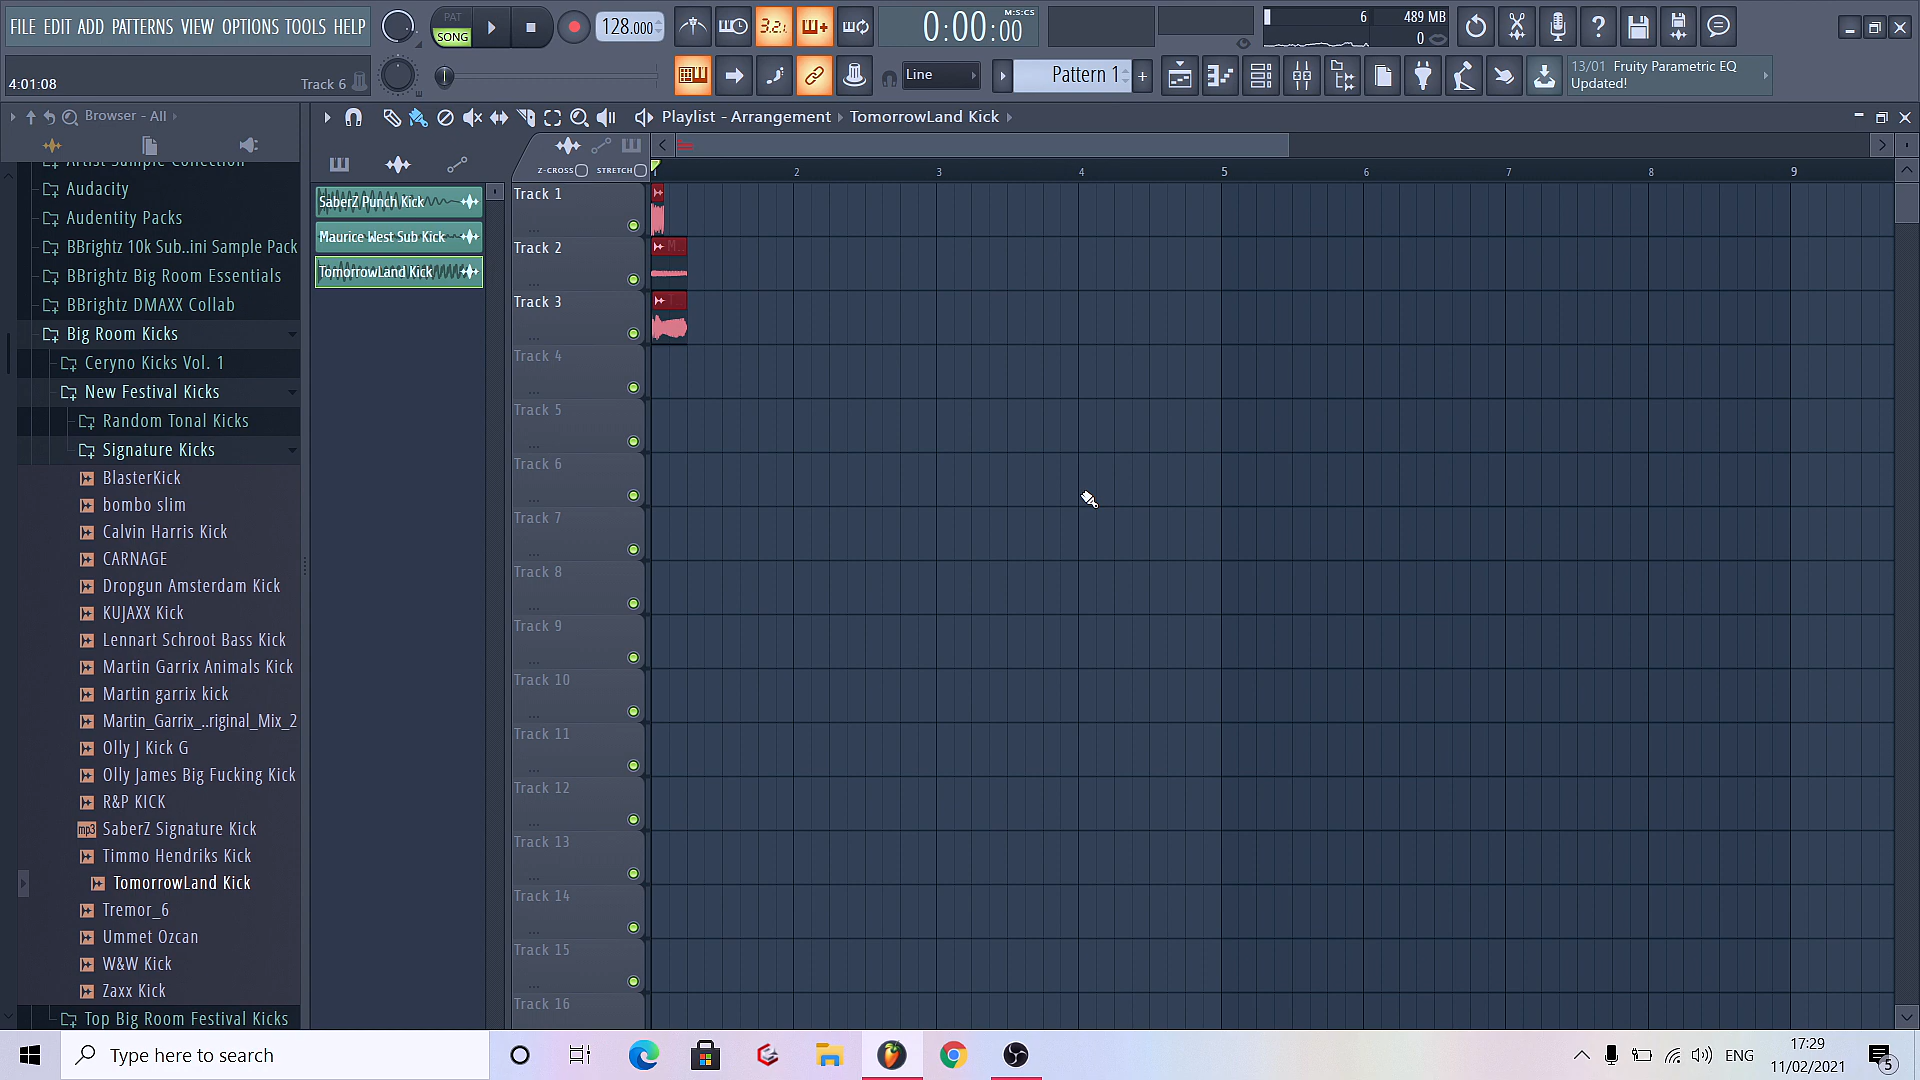 FILE EDIT ADD PATTERNS VIEW OPTIONS TOOLS HELP
PAT
SONG
128.000
3.2.
0:00:00
M:S:CS
6
489 MB
0
4:01:08
Track 6
Line
Pattern 1
13/01 Fruity Parametric EQ
Updated!
Browser - All
Playlist - Arrangement
TomorrowLand Kick
Z-CROSS
STRETCH
2
3
4
5
6
7
8
9
Audacity
Audentity Packs
BBrightz 10k Sub..ini Sample Pack
BBrightz Big Room Essentials
BBrightz DMAXX Collab
Big Room Kicks
Ceryno Kicks Vol. 1
New Festival Kicks
Random Tonal Kicks
Signature Kicks
BlasterKick
bombo slim
Calvin Harris Kick
CARNAGE
Dropgun Amsterdam Kick
KUJAXX Kick
Lennart Schroot Bass Kick
Martin Garrix Animals Kick
Martin garrix kick
Martin_Garrix_..riginal_Mix_2
Olly J Kick G
Olly James Big Fucking Kick
R&P KICK
mp3
SaberZ Signature Kick
Timmo Hendriks Kick
TomorrowLand Kick
Tremor_6
Ummet Ozcan
W&W Kick
Zaxx Kick
Top Big Room Festival Kicks
SaberZ Punch Kick
Maurice West Sub Kick
TomorrowLand Kick
Track 1
Track 2
M..
Track 3
Track 4
Track 5
Track 6
Track 7
Track 8
Track 9
Track 10
Track 11
Track 12
Track 13
Track 14
Track 15
Track 16
Type here to search
ENG
17:29
11/02/2021
5